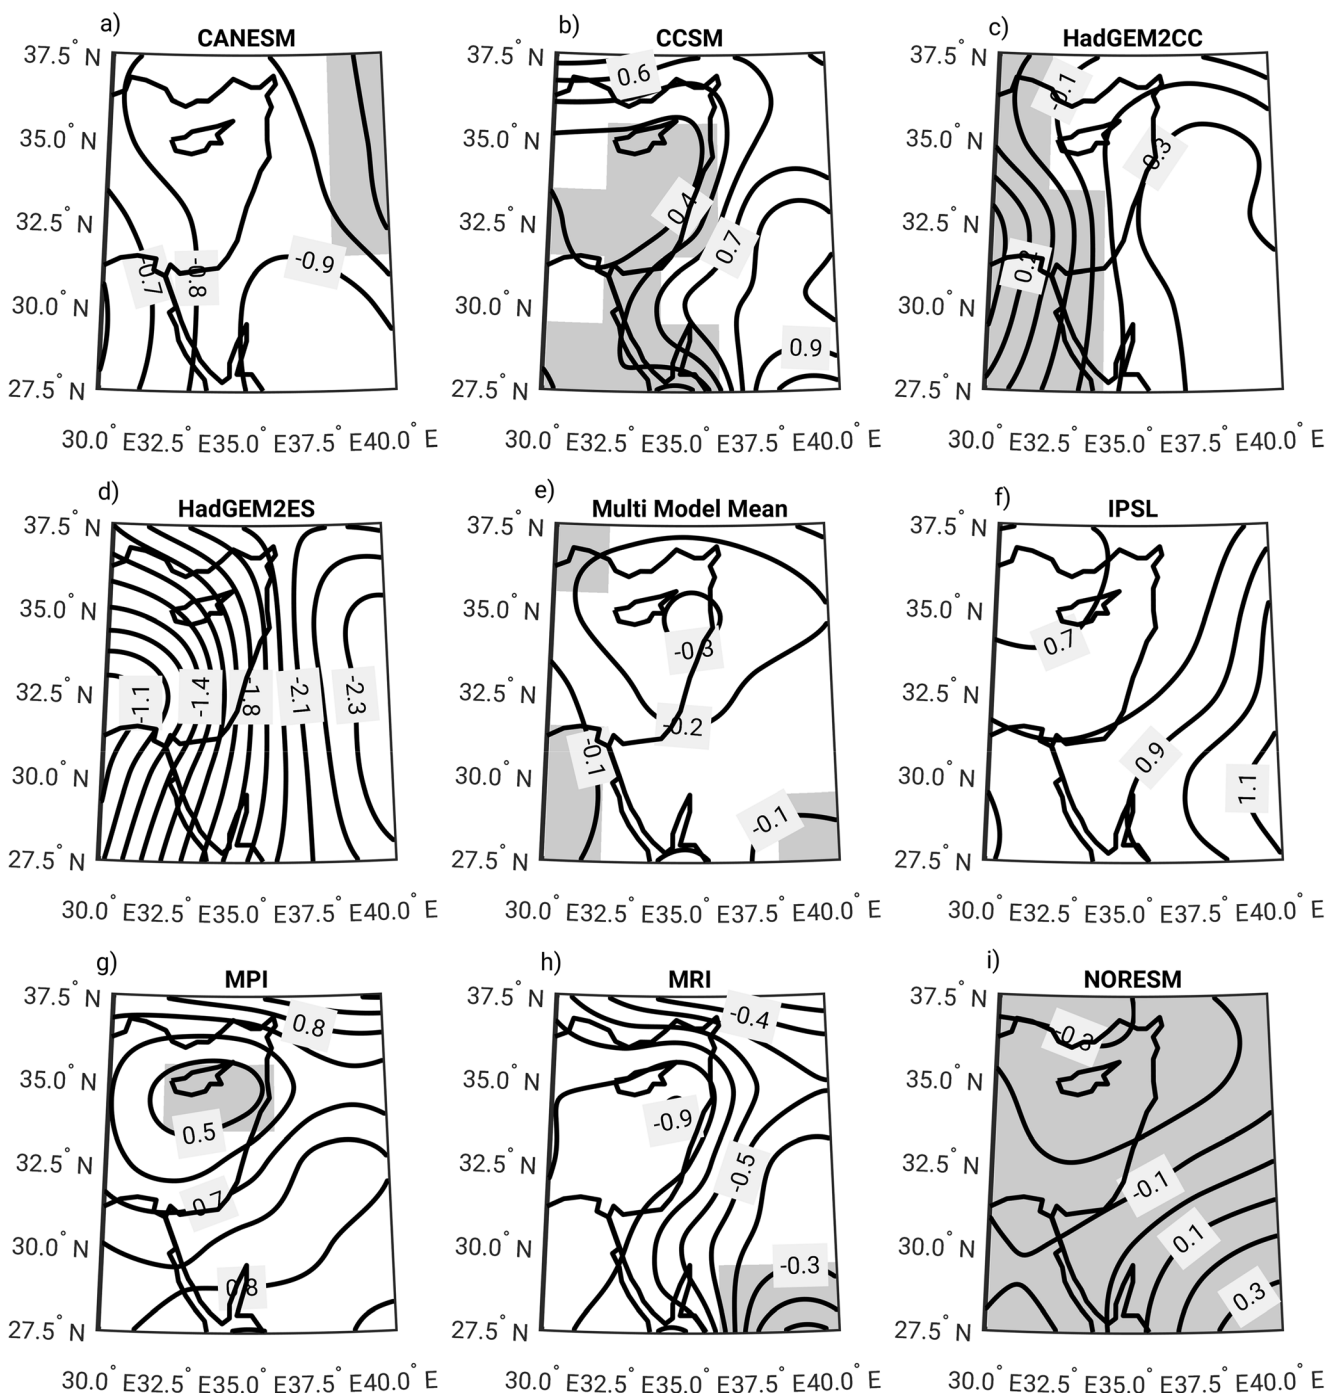 a) b) c)
CANESM CCSM HadGEM2CC
37.5° N 37.5° N 37.5° N
0.6 -0.1
35.0° N 35.0° N 35.0° N
0.3
32.5° N 0.4 32.5° N 32.5° N
-0.7 -0.8 -0.9 0.7 0.2
30.0° N 30.0° N 30.0° N
0.9
27.5° N 27.5° N 27.5° N
30.0° E32.5° E35.0° E37.5° E40.0° E 30.0° E32.5° E35.0° E37.5° E40.0° E 30.0° E32.5° E35.0° E37.5° E40.0° E
d) e) f)
HadGEM2ES Multi Model Mean IPSL
37.5° N 37.5° N 37.5° N
35.0° N 35.0° N 35.0° N
-0.3 0.7
32.5° N -1.1 -1.4 -1.8 -2.1 -2.3 32.5° N -0.2 32.5° N
-0.1 0.9
30.0° N 30.0° N 30.0° N 1.1
-0.1
27.5° N 27.5° N 27.5° N
30.0° E32.5° E35.0° E37.5° E40.0° E 30.0° E32.5° E35.0° E37.5° E40.0° E 30.0° E32.5° E35.0° E37.5° E40.0° E
g) h) i)
MPI MRI NORESM
37.5° N 37.5° N 37.5° N
0.8 -0.4 -0.3
35.0° N 35.0° N 35.0° N
0.5 -0.9
32.5° N 32.5° N -0.5 32.5° N
0.7 -0.1
30.0° N 30.0° N 30.0° N 0.1
0.8 -0.3 0.3
27.5° N 27.5° N 27.5° N
30.0° E32.5° E35.0° E37.5° E40.0° E 30.0° E32.5° E35.0° E37.5° E40.0° E 30.0° E32.5° E35.0° E37.5° E40.0° E